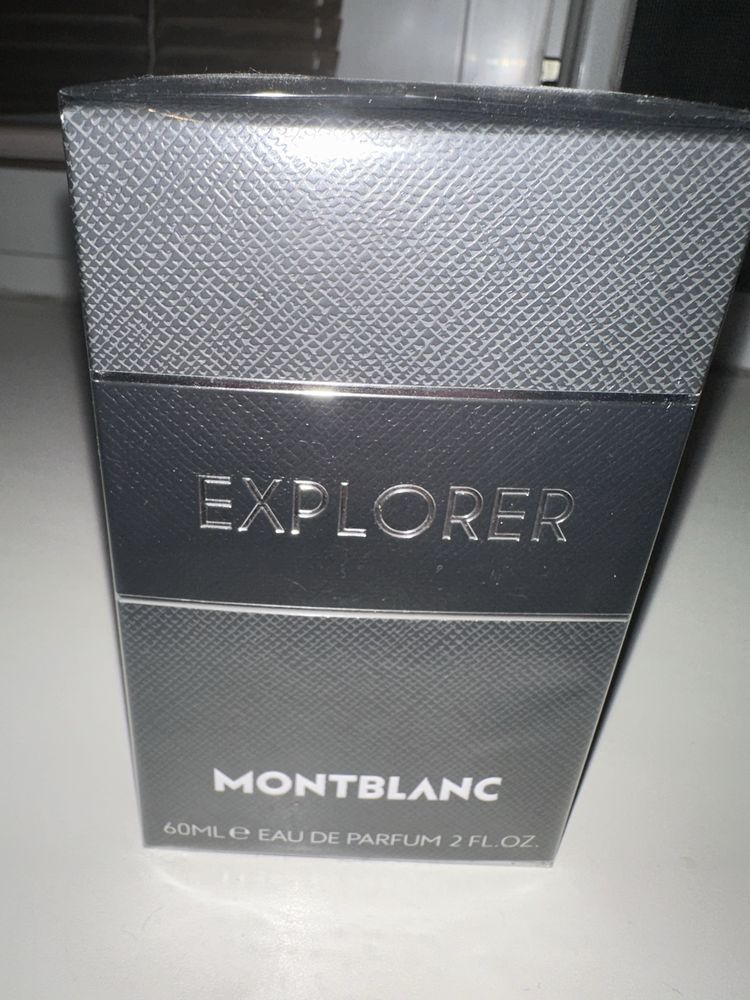 EXPLORER
MONTBLANC
60ML ℮ EAU DE PARFUM 2 FL.OZ.